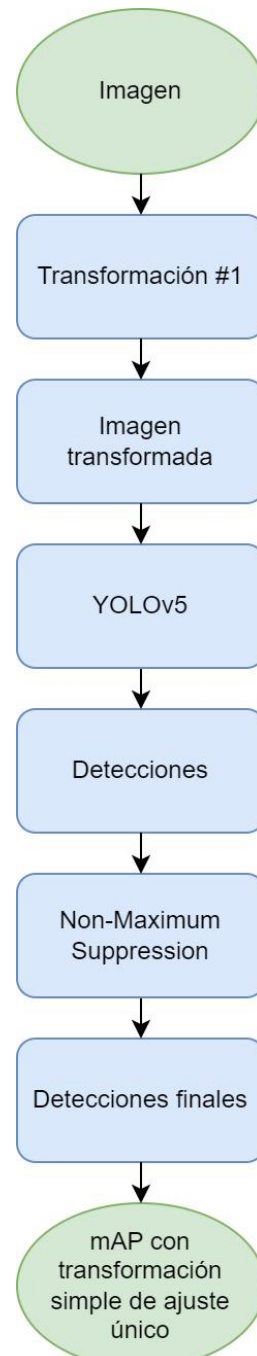 Imagen
Transformación #1
Imagen
transformada
YOLOv5
Detecciones
Non-Maximum
Suppression
Detecciones finales
mAP con
transformación
simple de ajuste
único